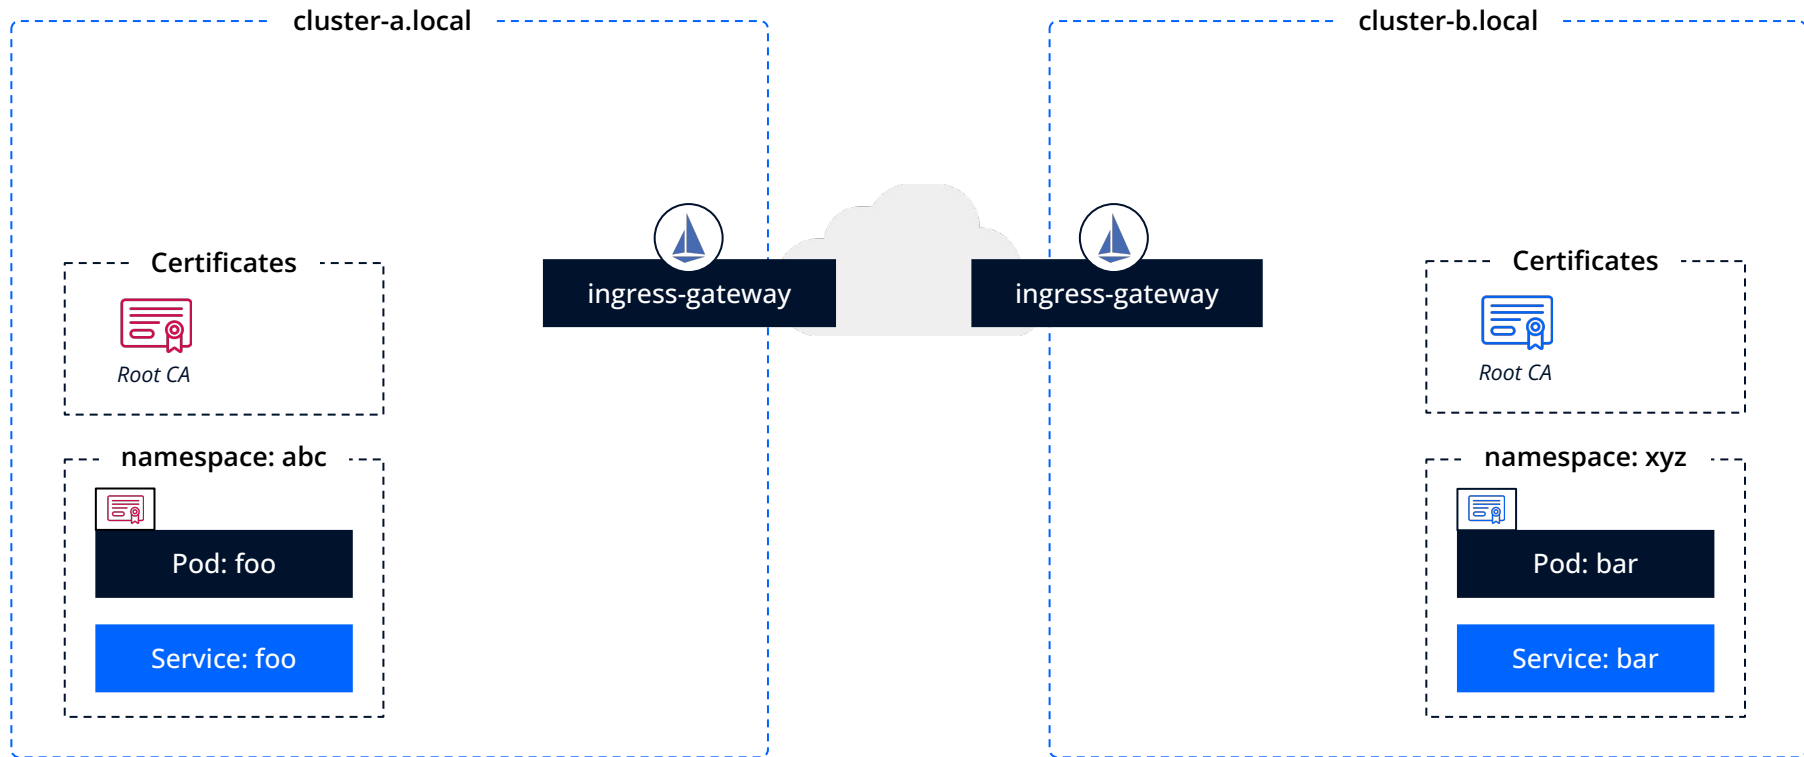 cluster-a.local
Certificates
Root CA
namespace: abc
Pod: foo
Service: foo
ingress-gateway
ingress-gateway
cluster-b.local
Certificates
Root CA
namespace: xyz
Pod: bar
Service: bar